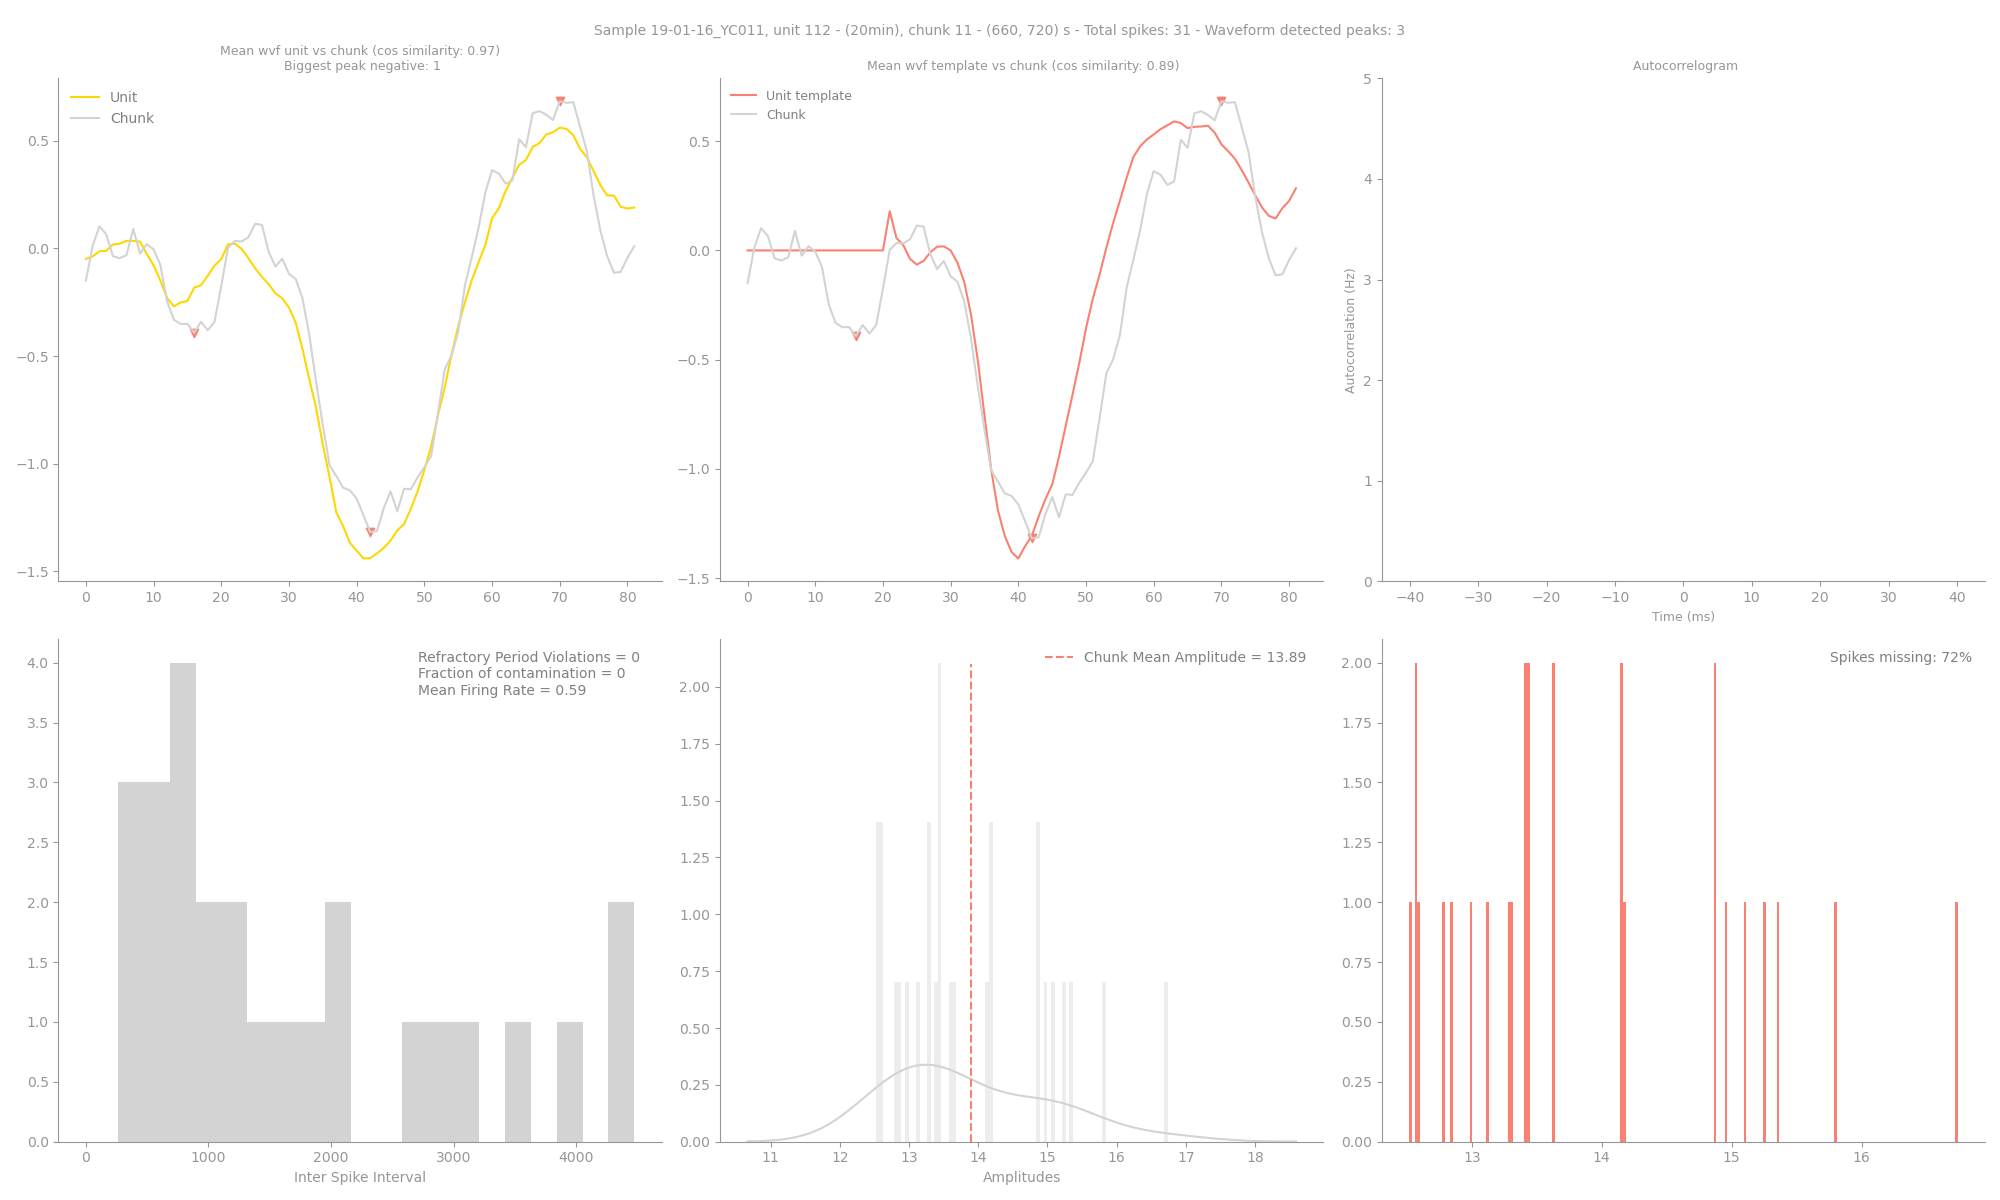 Sample 19-01-16_YC011, unit 112 - (20min), chunk 11 - (660, 720) s - Total spikes: 31 - Waveform detected peaks: 3
Mean wvf unit vs chunk (cos similarity: 0.97)
Biggest peak negative: 1
Unit
Chunk
0.5
0.0
−0.5
−1.0
−1.5
0 10 20 30 40 50 60 70 80
Mean wvf template vs chunk (cos similarity: 0.89)
Unit template
Chunk
0.5
0.0
−0.5
−1.0
−1.5
0 10 20 30 40 50 60 70 80
Autocorrelogram
5
4
3
2
1
0
Autocorrelation (Hz)
−40 −30 −20 −10 0 10 20 30 40
Time (ms)
Refractory Period Violations = 0
Fraction of contamination = 0
Mean Firing Rate = 0.59
4.0
3.5
3.0
2.5
2.0
1.5
1.0
0.5
0.0
0 1000 2000 3000 4000
Inter Spike Interval
Chunk Mean Amplitude = 13.89
2.00
1.75
1.50
1.25
1.00
0.75
0.50
0.25
0.00
11 12 13 14 15 16 17 18
Amplitudes
Spikes missing: 72%
2.00
1.75
1.50
1.25
1.00
0.75
0.50
0.25
0.00
13 14 15 16